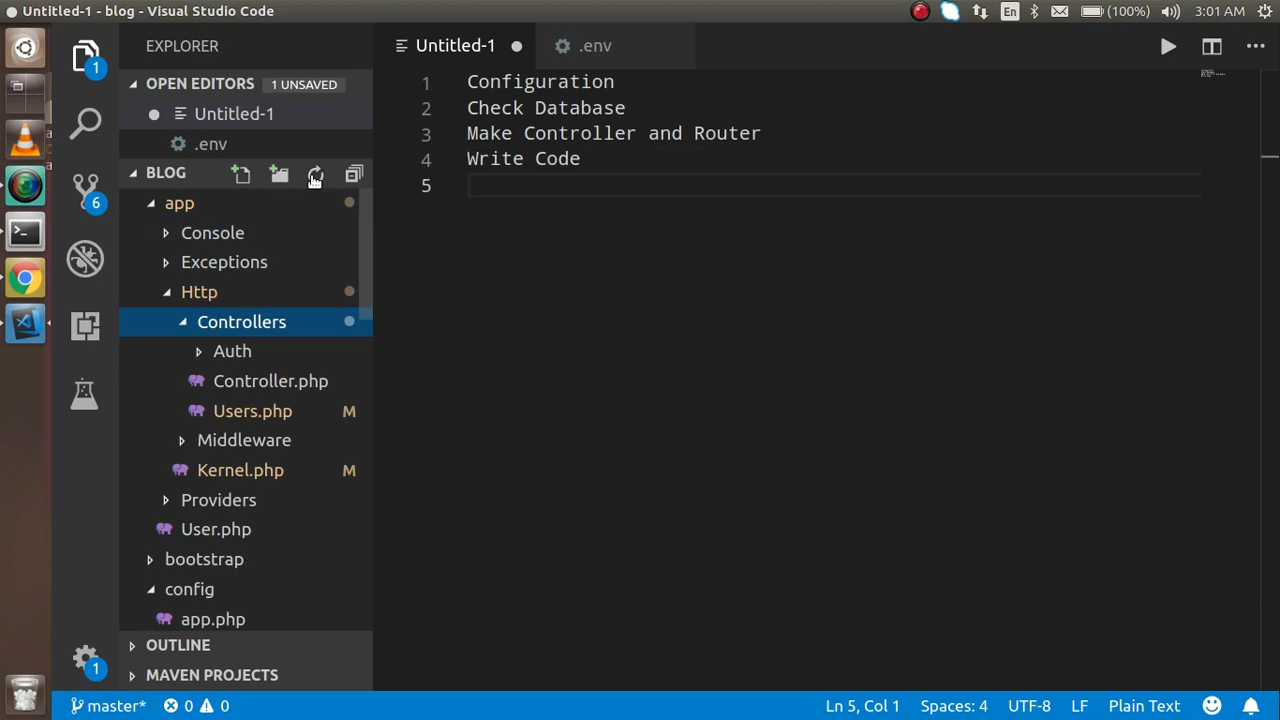 Untitled-1 - blog - Visual Studio Code
En
(100%)
3:01 AM
EXPLORER
1
OPEN EDITORS 1 UNSAVED
Untitled-1
.env
BLOG
app
Console
Exceptions
Http
Controllers
Auth
Controller.php
Users.php M
Middleware
Kernel.php M
Providers
User.php
bootstrap
config
app.php
OUTLINE
MAVEN PROJECTS
6
1
Untitled-1
.env
1 Configuration
2 Check Database
3 Make Controller and Router
4 Write Code
5
master*
0
0
Ln 5, Col 1
Spaces: 4
UTF-8
LF
Plain Text